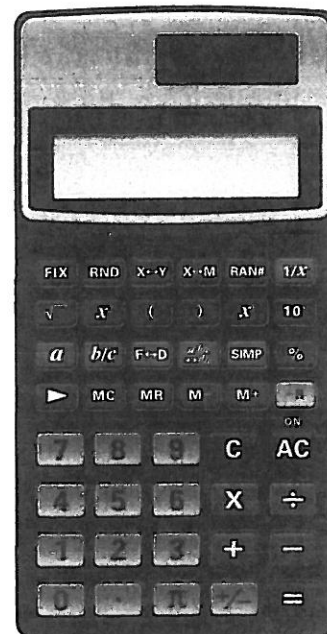 FIX RND X↔Y X↔M RAN# 1/x
√ x ( ) x 10
a b/c F↔D SIMP %
▶ MC MR M M+
ON
7 8 9 C AC
4 5 6 X ÷
1 2 3 + −
0 · π +/− =